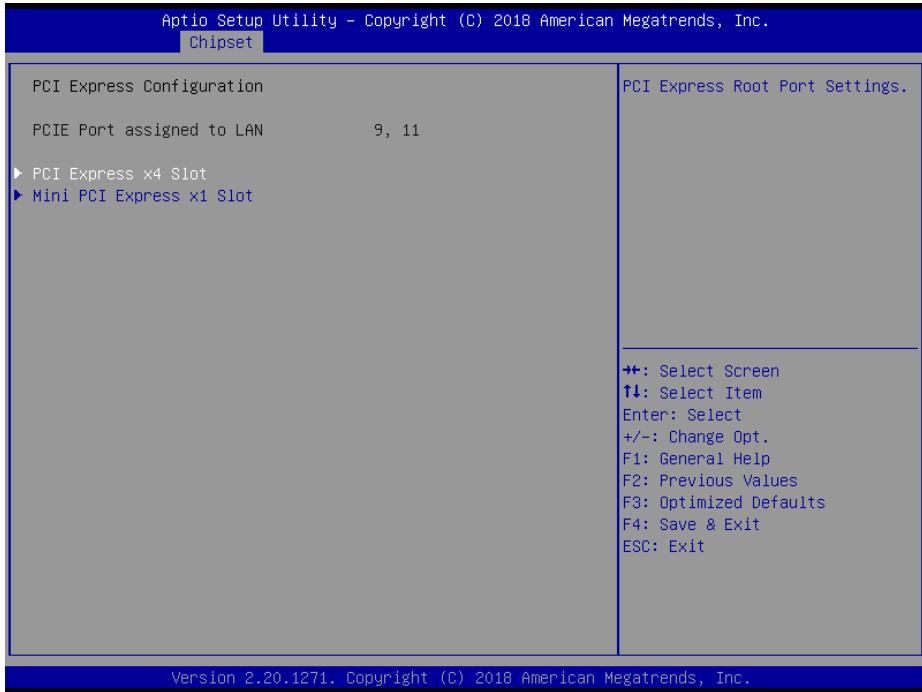 Aptio Setup Utility – Copyright (C) 2018 American Megatrends, Inc.
Chipset
PCI Express Configuration
PCIE Port assigned to LAN 9, 11
▶ PCI Express x4 Slot
▶ Mini PCI Express x1 Slot
PCI Express Root Port Settings.
→←: Select Screen
↑↓: Select Item
Enter: Select
+/-: Change Opt.
F1: General Help
F2: Previous Values
F3: Optimized Defaults
F4: Save & Exit
ESC: Exit
Version 2.20.1271. Copyright (C) 2018 American Megatrends, Inc.